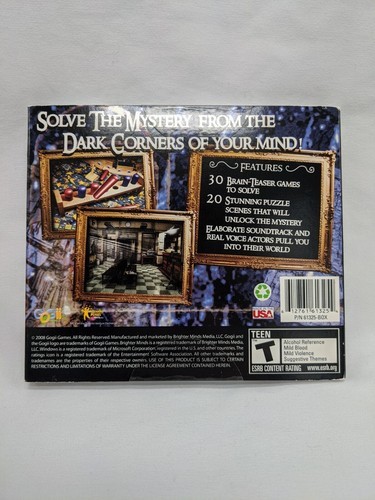 SOLVE THE MYSTERY FROM THE
DARK CORNERS OF YOUR MIND!
FEATURES
30 BRAIN-TEASER GAMES
TO SOLVE
20 STUNNING PUZZLE
SCENES THAT WILL
UNLOCK THE MYSTERY
ELABORATE SOUNDTRACK AND
REAL VOICE ACTORS PULL YOU
INTO THEIR WORLD
USA
P/N 61325-BOX
© 2008 Gogii Games. All Rights Reserved. Manufactured and marketed by Brighter Minds Media, LLC. Gogii and
the Gogii logo are trademarks of Gogii Games. Brighter Minds is a registered trademark of Brighter Minds Media,
LLC. Windows is a registered trademark of Microsoft Corporation, registered in the U.S. and other countries. The
ratings icon is a registered trademark of the Entertainment Software Association. All other trademarks and
tradenames are the properties of their respective owners. USE OF THIS PRODUCT IS SUBJECT TO CERTAIN
RESTRICTIONS AND LIMITATIONS OF WARRANTY UNDER THE LICENSE AGREEMENT CONTAINED HEREIN.
TEEN
T
Alcohol Reference
Mild Blood
Mild Violence
Suggestive Themes
ESRB CONTENT RATING www.esrb.org